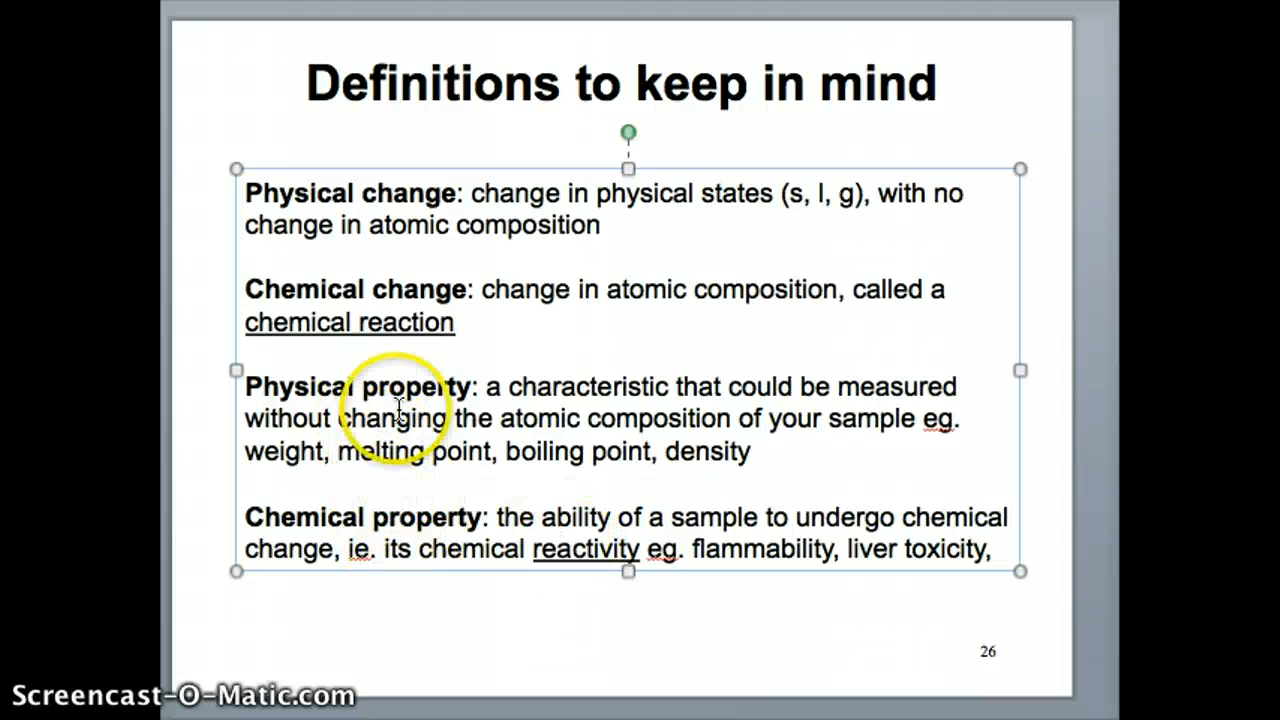 Definitions to keep in mind
Physical change: change in physical states (s, l, g), with no
change in atomic composition
Chemical change: change in atomic composition, called a
chemical reaction
Physical property: a characteristic that could be measured
without changing the atomic composition of your sample eg.
weight, melting point, boiling point, density
Chemical property: the ability of a sample to undergo chemical
change, ie. its chemical reactivity eg. flammability, liver toxicity,
26
Screencast-O-Matic.com